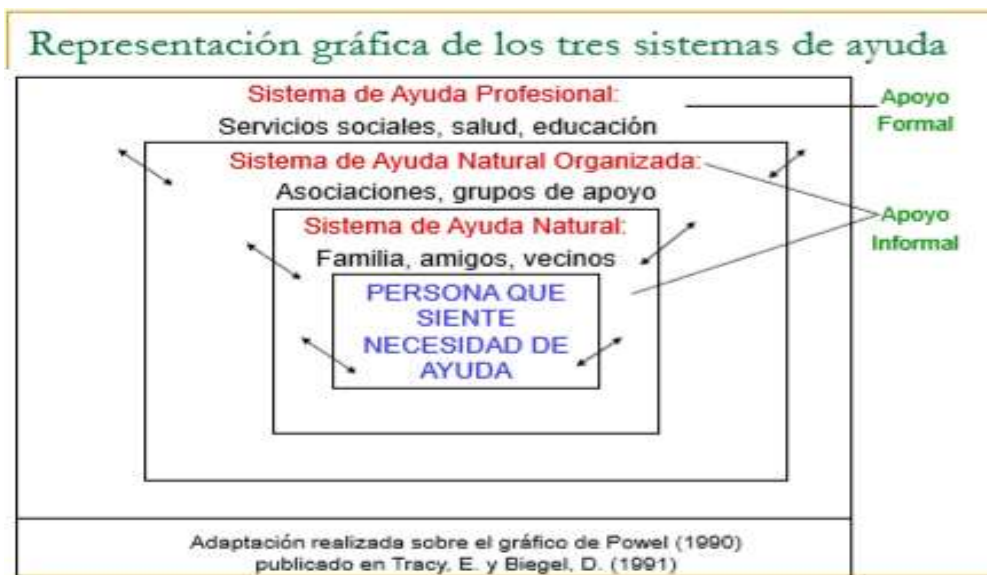 Representación gráfica de los tres sistemas de ayuda
Sistema de Ayuda Profesional:
Servicios sociales, salud, educación
Apoyo
Formal
Sistema de Ayuda Natural Organizada:
Asociaciones, grupos de apoyo
Sistema de Ayuda Natural:
Familia, amigos, vecinos
Apoyo
Informal
PERSONA QUE
SIENTE
NECESIDAD DE
AYUDA
Adaptación realizada sobre el gráfico de Powel (1990)
publicado en Tracy, E. y Biegel, D. (1991)